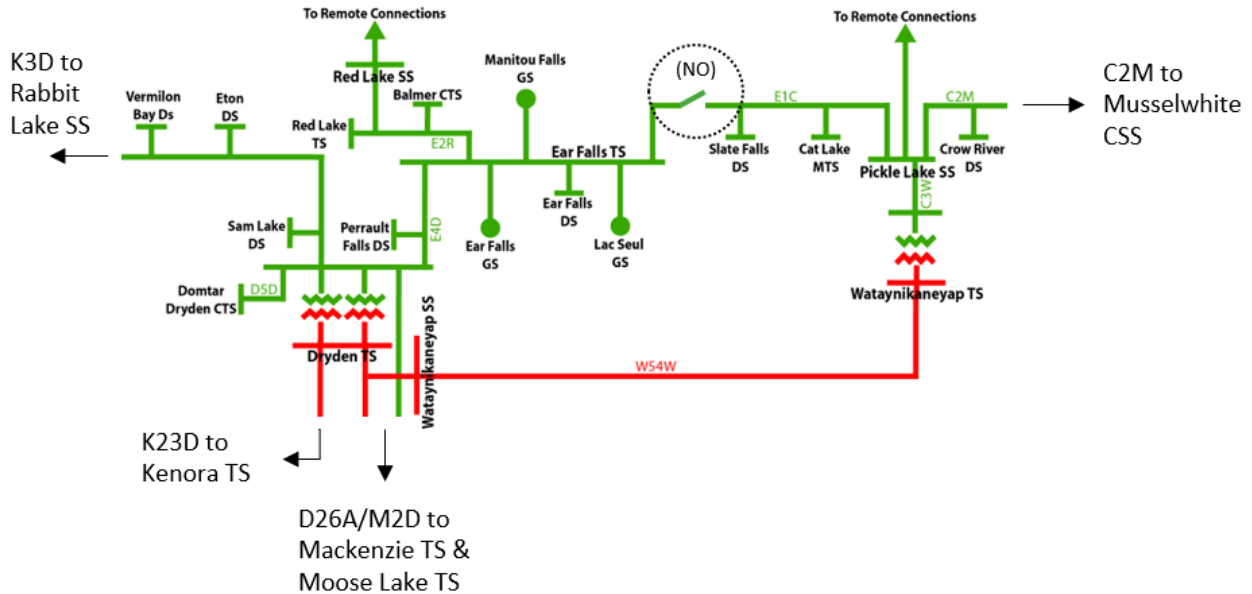 To Remote Connections
To Remote Connections
K3D to
Rabbit
Lake SS
Vermilon
Bay Ds
Eton
DS
Red Lake SS
Balmer CTS
Red Lake
TS
E2R
Manitou Falls
GS
(NO)
E1C
C2M
C2M to
Musselwhite
CSS
Ear Falls TS
Slate Falls
DS
Cat Lake
MTS
Pickle Lake SS
Crow River
DS
C3W
Sam Lake
DS
Perrault
Falls DS
E4D
Ear Falls
GS
Ear Falls
DS
Lac Seul
GS
Domtar
Dryden CTS
D5D
Dryden TS
Wataynikaneyap SS
Wataynikaneyap TS
W54W
K23D to
Kenora TS
D26A/M2D to
Mackenzie TS &
Moose Lake TS